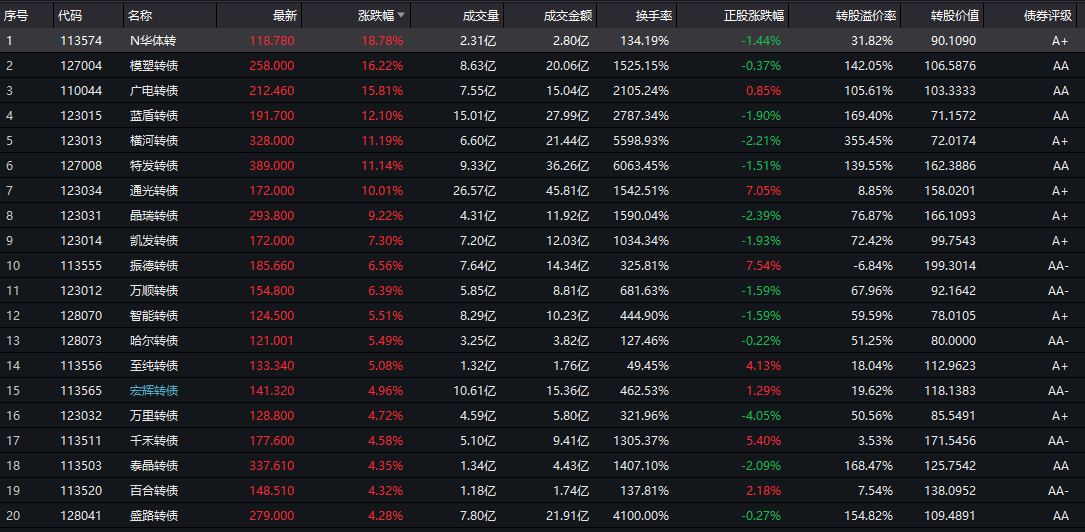 序号 代码 名称 最新 涨跌幅 成交量 成交金额 换手率 正股涨跌幅 转股溢价率 转股价值 债券评级
1 113574 N华体转 118.780 18.78% 2.31亿 2.80亿 134.19% -1.44% 31.82% 90.1090 A+
2 127004 模塑转债 258.000 16.22% 8.63亿 20.06亿 1525.15% -0.37% 142.05% 106.5876 AA
3 110044 广电转债 212.460 15.81% 7.55亿 15.04亿 2105.24% 0.85% 105.61% 103.3333 AA
4 123015 蓝盾转债 191.700 12.10% 15.01亿 27.99亿 2787.34% -1.90% 169.40% 71.1572 AA
5 123013 横河转债 328.000 11.19% 6.60亿 21.44亿 5598.93% -2.21% 355.45% 72.0174 A+
6 127008 特发转债 389.000 11.14% 9.33亿 36.26亿 6063.45% -1.51% 139.55% 162.3886 AA
7 123034 通光转债 172.000 10.01% 26.57亿 45.81亿 1542.51% 7.05% 8.85% 158.0201 A+
8 123031 晶瑞转债 293.800 9.22% 4.31亿 11.92亿 1590.04% -2.39% 76.87% 166.1093 A+
9 123014 凯发转债 172.000 7.30% 7.20亿 12.03亿 1034.34% -1.93% 72.42% 99.7543 A+
10 113555 振德转债 185.660 6.56% 7.64亿 14.34亿 325.81% 7.54% -6.84% 199.3014 AA-
11 123012 万顺转债 154.800 6.39% 5.85亿 8.81亿 681.63% -1.59% 67.96% 92.1642 AA-
12 128070 智能转债 124.500 5.51% 8.29亿 10.23亿 444.90% -1.59% 59.59% 78.0105 A+
13 128073 哈尔转债 121.001 5.49% 3.25亿 3.82亿 127.46% -0.22% 51.25% 80.0000 AA-
14 113556 至纯转债 133.340 5.08% 1.32亿 1.76亿 49.45% 4.13% 18.04% 112.9623 A+
15 113565 宏辉转债 141.320 4.96% 10.61亿 15.36亿 462.53% 1.29% 19.62% 118.1383 AA-
16 123032 万里转债 128.800 4.72% 4.59亿 5.80亿 321.96% -4.05% 50.56% 85.5491 A+
17 113511 千禾转债 177.600 4.58% 5.10亿 9.41亿 1305.37% 5.40% 3.53% 171.5456 AA-
18 113503 泰晶转债 337.610 4.35% 1.34亿 4.43亿 1407.10% -2.09% 168.47% 125.7542 AA
19 113520 百合转债 148.510 4.32% 1.18亿 1.74亿 137.81% 2.18% 7.54% 138.0952 AA-
20 128041 盛路转债 279.000 4.28% 7.80亿 21.91亿 4100.00% -0.27% 154.82% 109.4891 AA